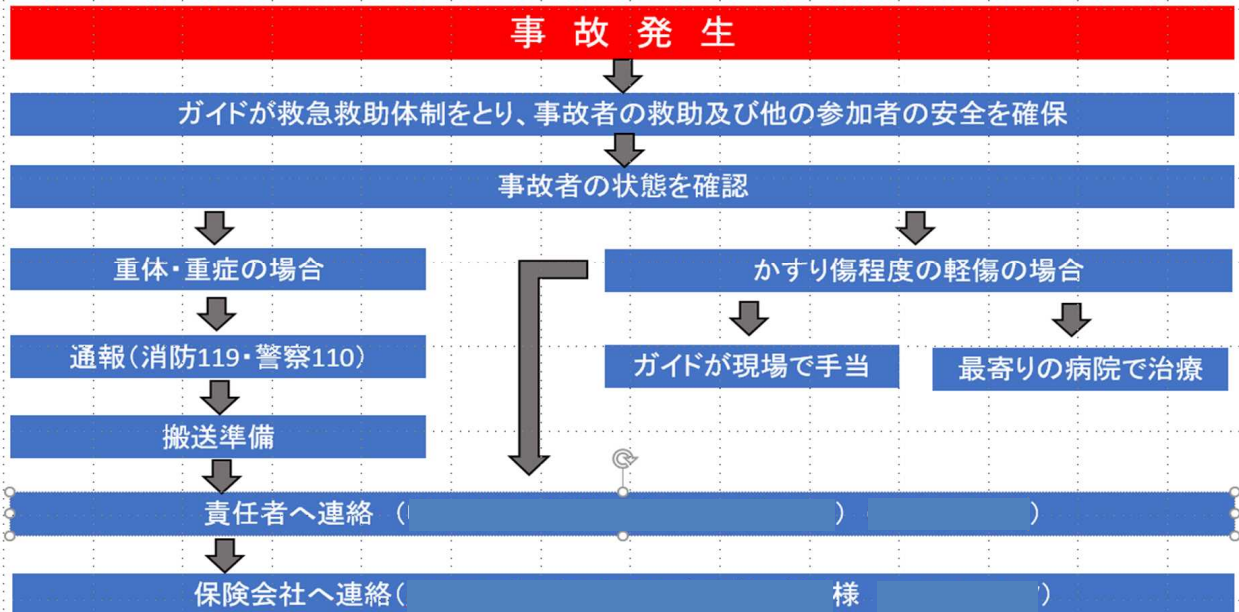 事 故 発 生
ガイドが救急救助体制をとり、事故者の救助及び他の参加者の安全を確保
事故者の状態を確認
重体・重症の場合
かすり傷程度の軽傷の場合
通報(消防119・警察110)
ガイドが現場で手当
最寄りの病院で治療
搬送準備
責任者へ連絡 ( ) )
保険会社へ連絡( 様 )